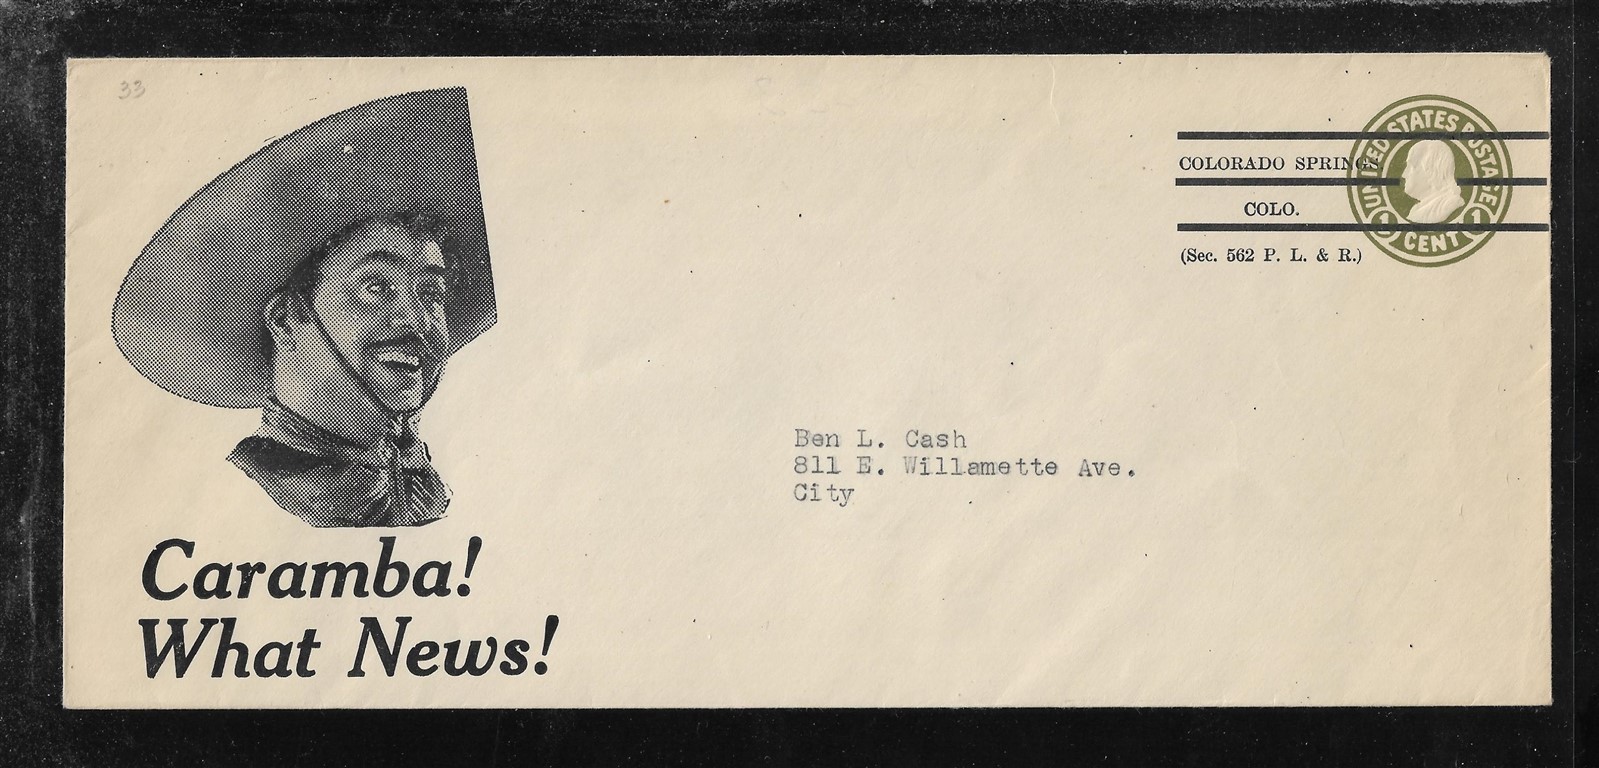 33
UNITED STATES POSTAGE
COLORADO SPRINGS
COLO.
1 CENT 1
(Sec. 562 P. L. & R.)
Ben L. Cash
811 E. Willamette Ave.
City
Caramba!
What News!